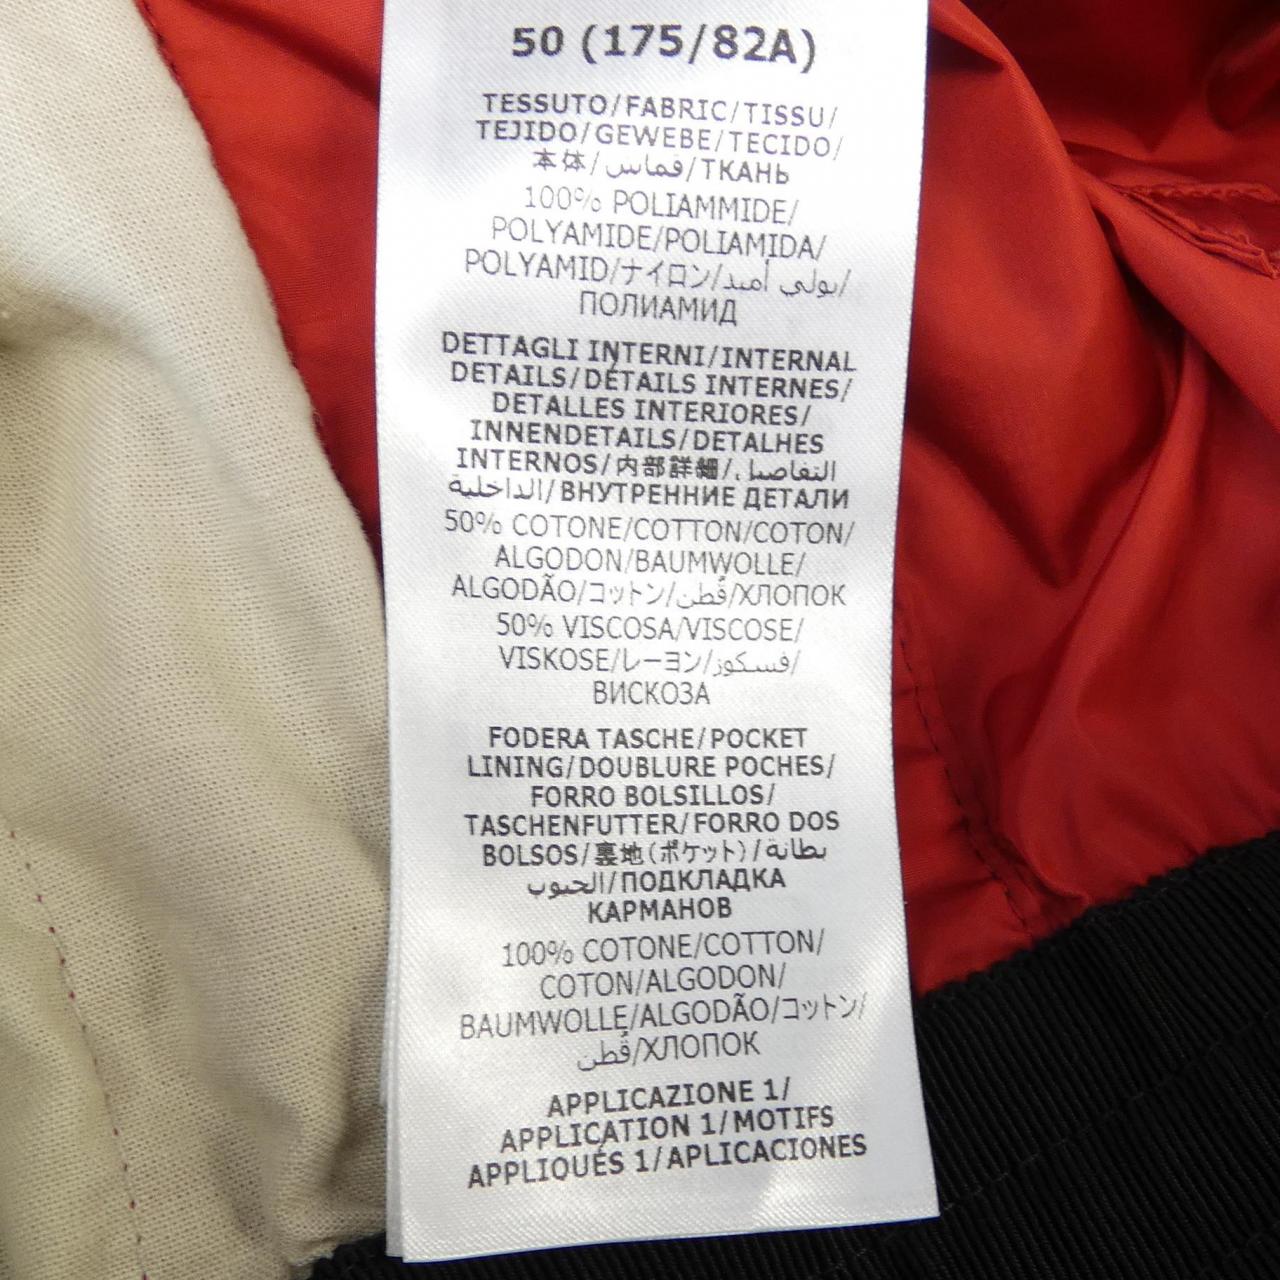 50 (175/82A)
TESSUTO/FABRIC/TISSU/
TEJIDO/GEWEBE/TECIDO/
本体/قماس/ТКАНЬ
100% POLIAMMIDE/
POLYAMIDE/POLIAMIDA/
POLYAMID/ナイロン/بولي أميد/
ПОЛИАМИД
DETTAGLI INTERNI/INTERNAL
DETAILS/DÉTAILS INTERNES/
DETALLES INTERIORES/
INNENDETAILS/DETALHES
INTERNOS/内部詳細/التفاصيل
الداخلية/ВНУТРЕННИЕ ДЕТАЛИ
50% COTONE/COTTON/COTON/
ALGODON/BAUMWOLLE/
ALGODÃO/コットン/قُطن/ХЛОПОК
50% VISCOSA/VISCOSE/
VISKOSE/レーヨン/فسكوز/
ВИСКОЗА
FODERA TASCHE/POCKET
LINING/DOUBLURE POCHES/
FORRO BOLSILLOS/
TASCHENFUTTER/FORRO DOS
BOLSOS/裏地(ポケット)/بطانة
الجيوب/ПОДКЛАДКА
КАРМАНОВ
100% COTONE/COTTON/
COTON/ALGODON/
BAUMWOLLE/ALGODÃO/コットン/
قُطن/ХЛОПОК
APPLICAZIONE 1/
APPLICATION 1/MOTIFS
APPLIQUÉS 1/APLICACIONES